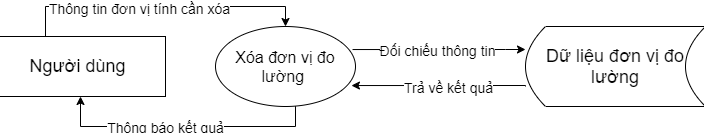 Thông tin đơn vị tính cần xóa
Người dùng
Xóa đơn vị đo
lường
Đối chiếu thông tin
Trả về kết quả
Dữ liệu đơn vị đo
lường
Thông báo kết quả